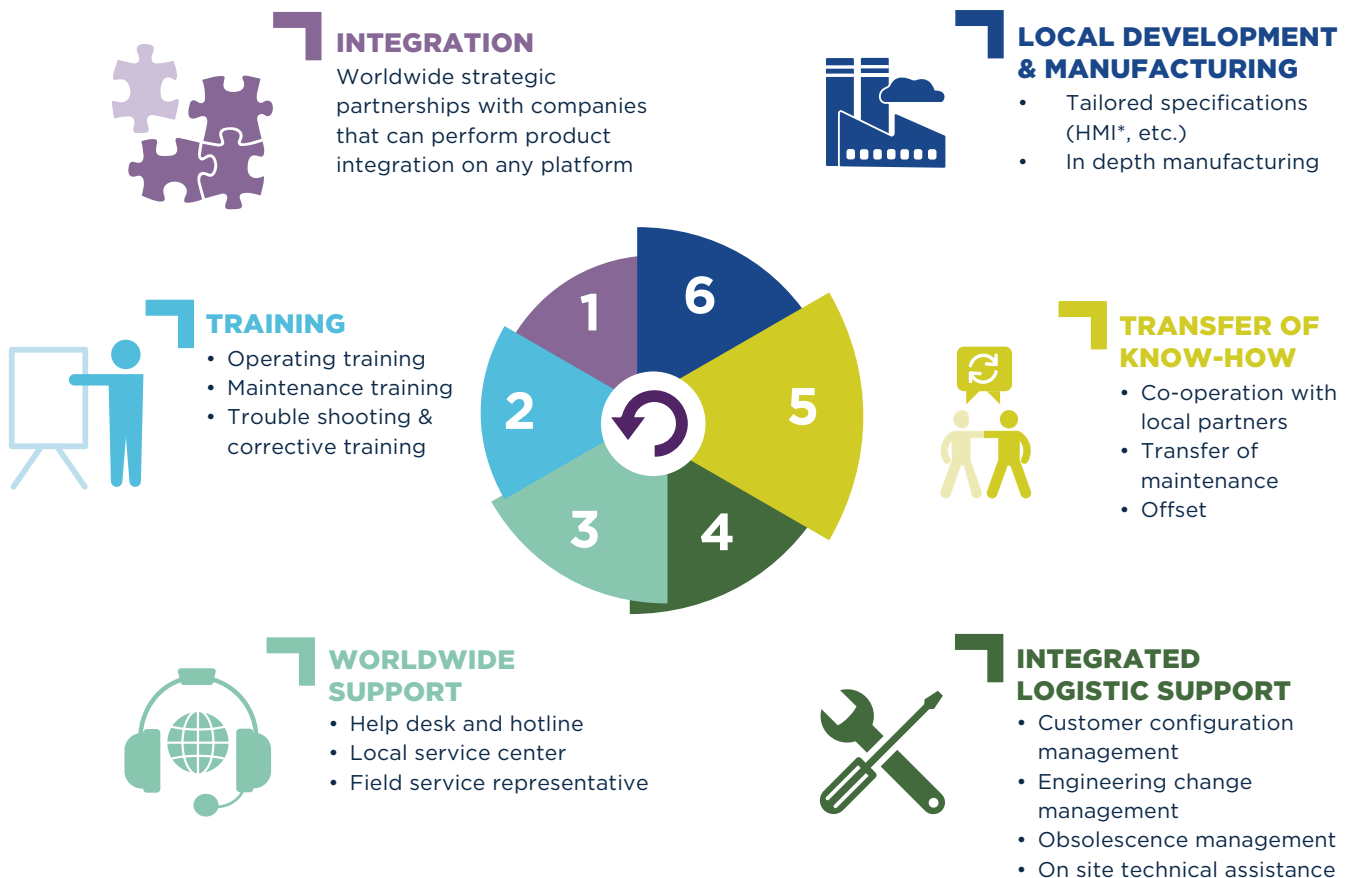 INTEGRATION
Worldwide strategic
partnerships with companies
that can perform product
integration on any platform
LOCAL DEVELOPMENT
& MANUFACTURING
• Tailored specifications
(HMI*, etc.)
• In depth manufacturing
TRAINING
• Operating training
• Maintenance training
• Trouble shooting &
corrective training
1
2
3
4
5
6
TRANSFER OF
KNOW-HOW
• Co-operation with
local partners
• Transfer of
maintenance
• Offset
WORLDWIDE
SUPPORT
• Help desk and hotline
• Local service center
• Field service representative
INTEGRATED
LOGISTIC SUPPORT
• Customer configuration
management
• Engineering change
management
• Obsolescence management
• On site technical assistance